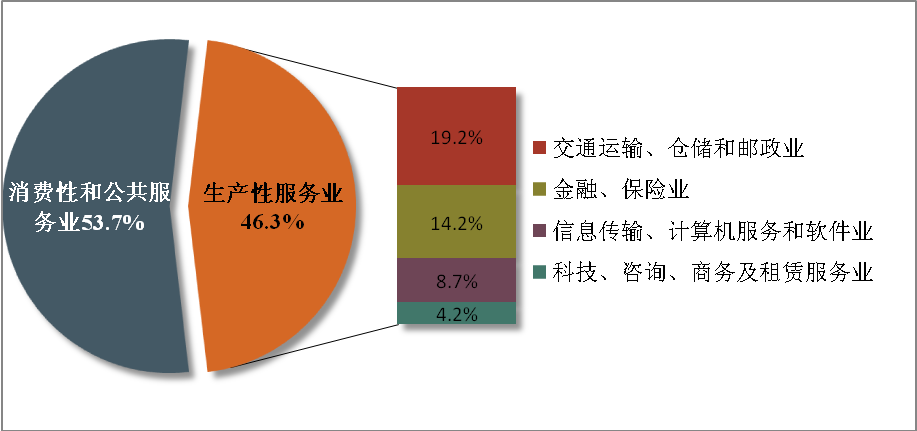 消费性和公共服
务业53.7%
生产性服务业
46.3%
19.2%
14.2%
8.7%
4.2%
交通运输、仓储和邮政业
金融、保险业
信息传输、计算机服务和软件业
科技、咨询、商务及租赁服务业